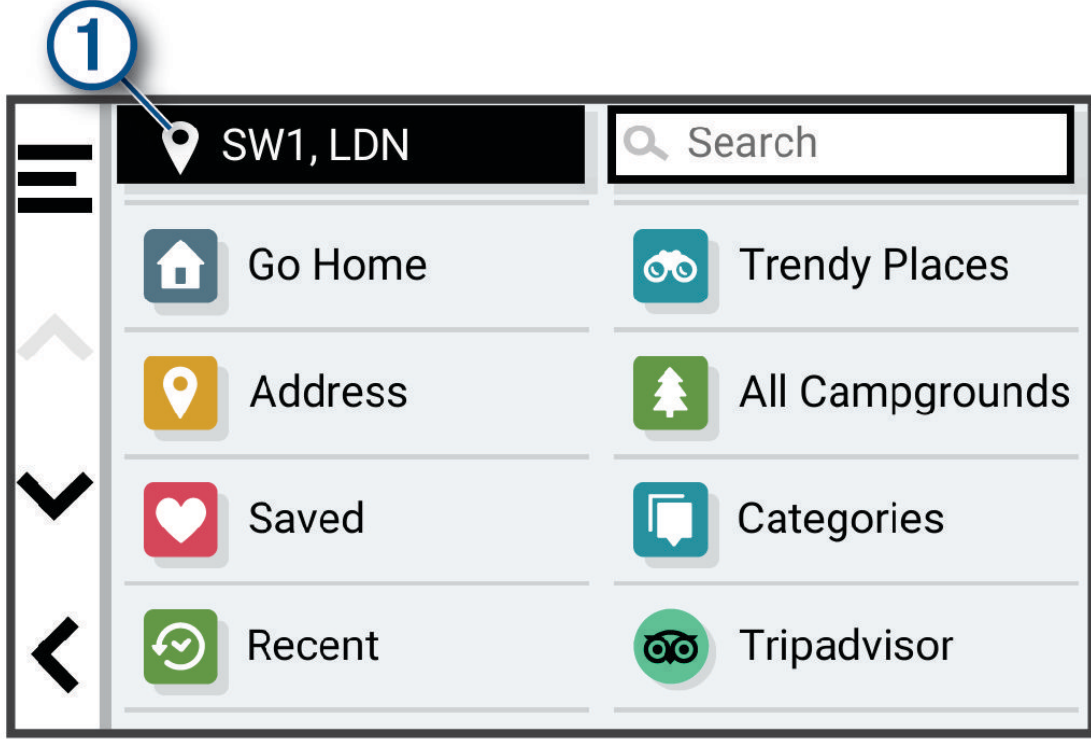 1
SW1, LDN
Search
Go Home
Trendy Places
Address
All Campgrounds
Saved
Categories
Recent
Tripadvisor